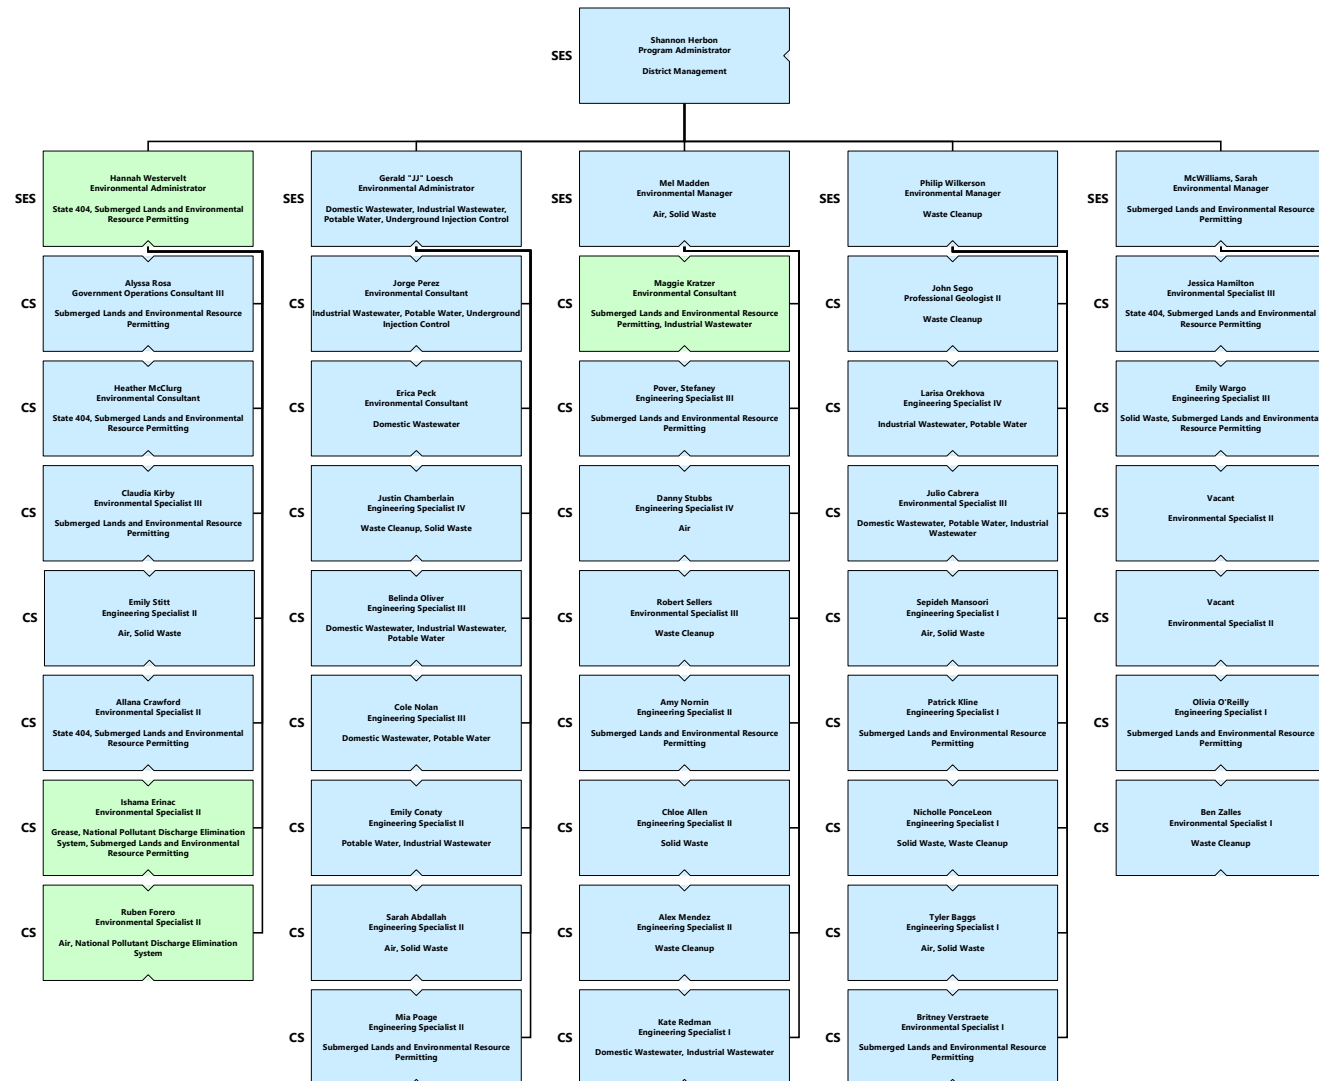 SES
Shannon Herbon
Program Administrator
District Management
SES
Hannah Westervelt
Environmental Administrator
State 404, Submerged Lands and Environmental
Resource Permitting
CS
Alyssa Rosa
Government Operations Consultant III
Submerged Lands and Environmental Resource
Permitting
CS
Heather McClurg
Environmental Consultant
State 404, Submerged Lands and Environmental
Resource Permitting
CS
Claudia Kirby
Environmental Specialist III
Submerged Lands and Environmental Resource
Permitting
CS
Emily Stitt
Engineering Specialist II
Air, Solid Waste
CS
Allana Crawford
Environmental Specialist II
State 404, Submerged Lands and Environmental
Resource Permitting
CS
Ishama Erinac
Environmental Specialist II
Grease, National Pollutant Discharge Elimination
System, Submerged Lands and Environmental
Resource Permitting
CS
Ruben Forero
Environmental Specialist II
Air, National Pollutant Discharge Elimination
System
SES
Gerald "JJ" Loesch
Environmental Administrator
Domestic Wastewater, Industrial Wastewater,
Potable Water, Underground Injection Control
CS
Jorge Perez
Environmental Consultant
Industrial Wastewater, Potable Water, Underground
Injection Control
CS
Erica Peck
Environmental Consultant
Domestic Wastewater
CS
Justin Chamberlain
Engineering Specialist IV
Waste Cleanup, Solid Waste
CS
Belinda Oliver
Engineering Specialist III
Domestic Wastewater, Industrial Wastewater,
Potable Water
CS
Cole Nolan
Engineering Specialist III
Domestic Wastewater, Potable Water
CS
Emily Conaty
Engineering Specialist II
Potable Water, Industrial Wastewater
CS
Sarah Abdallah
Engineering Specialist II
Air, Solid Waste
CS
Mia Poage
Engineering Specialist II
Submerged Lands and Environmental Resource
Permitting
SES
Mel Madden
Environmental Manager
Air, Solid Waste
CS
Maggie Kratzer
Environmental Consultant
Submerged Lands and Environmental Resource
Permitting, Industrial Wastewater
CS
Pover, Stefaney
Engineering Specialist III
Submerged Lands and Environmental Resource
Permitting
CS
Danny Stubbs
Engineering Specialist IV
Air
CS
Robert Sellers
Environmental Specialist III
Waste Cleanup
CS
Amy Nornin
Engineering Specialist II
Submerged Lands and Environmental Resource
Permitting
CS
Chloe Allen
Engineering Specialist II
Solid Waste
CS
Alex Mendez
Engineering Specialist II
Waste Cleanup
CS
Kate Redman
Engineering Specialist I
Domestic Wastewater, Industrial Wastewater
SES
Philip Wilkerson
Environmental Manager
Waste Cleanup
CS
John Sego
Professional Geologist II
Waste Cleanup
CS
Larisa Orekhova
Engineering Specialist IV
Industrial Wastewater, Potable Water
CS
Julio Cabrera
Environmental Specialist III
Domestic Wastewater, Potable Water, Industrial
Wastewater
CS
Sepideh Mansoori
Engineering Specialist I
Air, Solid Waste
CS
Patrick Kline
Engineering Specialist I
Submerged Lands and Environmental Resource
Permitting
CS
Nicholle PonceLeon
Engineering Specialist I
Solid Waste, Waste Cleanup
CS
Tyler Baggs
Engineering Specialist I
Air, Solid Waste
CS
Britney Verstraete
Environmental Specialist I
Submerged Lands and Environmental Resource
Permitting
SES
McWilliams, Sarah
Environmental Manager
Submerged Lands and Environmental Resource
Permitting
CS
Jessica Hamilton
Environmental Specialist III
State 404, Submerged Lands and Environmental
Resource Permitting
CS
Emily Wargo
Engineering Specialist III
Solid Waste, Submerged Lands and Environmenta
Resource Permitting
CS
Vacant
Environmental Specialist II
CS
Vacant
Environmental Specialist II
CS
Olivia O'Reilly
Engineering Specialist I
Submerged Lands and Environmental Resource
Permitting
CS
Ben Zalles
Environmental Specialist I
Waste Cleanup